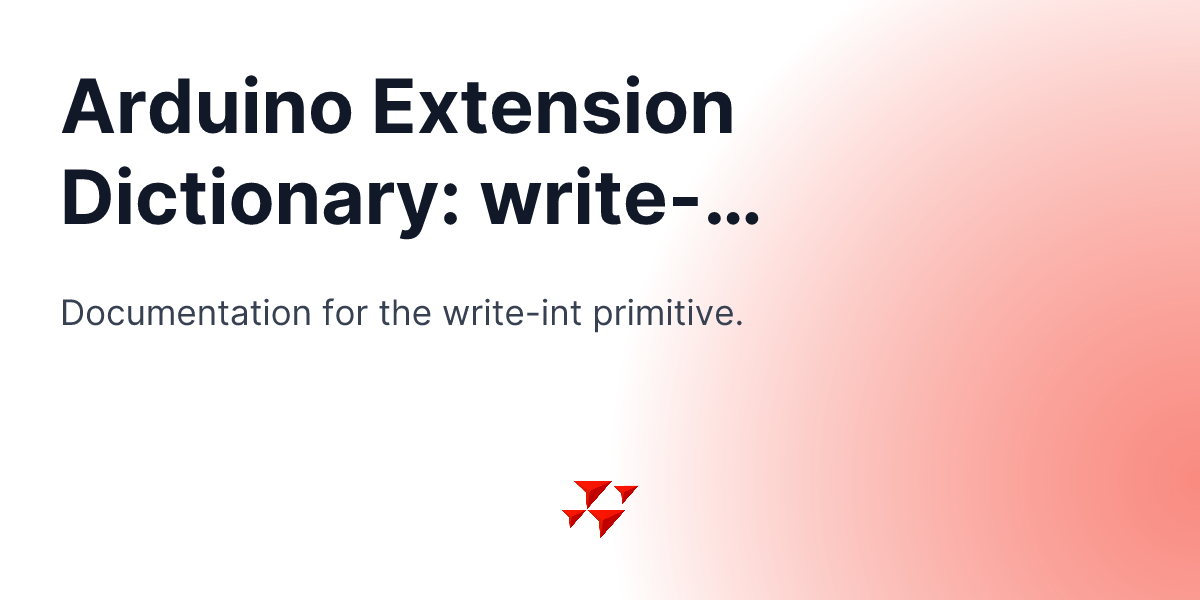 Arduino Extension
Dictionary: write-...
Documentation for the write-int primitive.